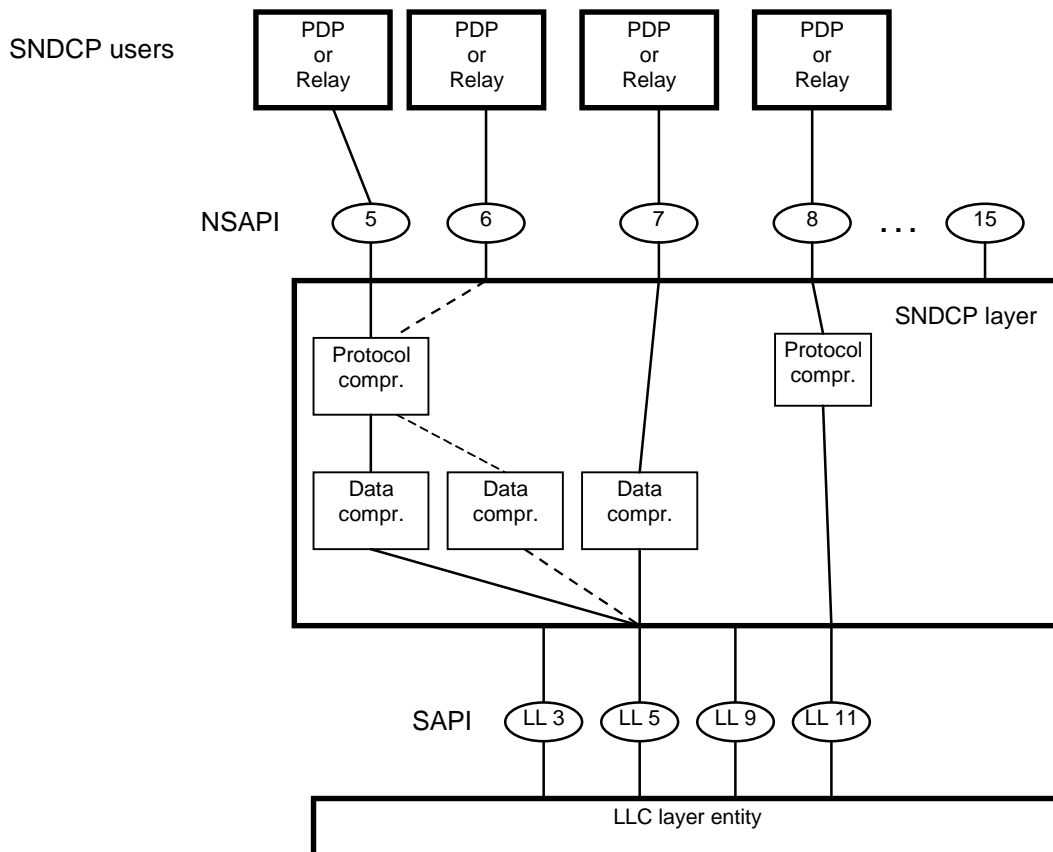 SNDCP users
PDP
or
Relay
PDP
or
Relay
PDP
or
Relay
PDP
or
Relay
NSAPI
5
6
7
8
. . .
15
SNDCP layer
Protocol
compr.
Protocol
compr.
Data
compr.
Data
compr.
Data
compr.
SAPI
LL 3
LL 5
LL 9
LL 11
LLC layer entity